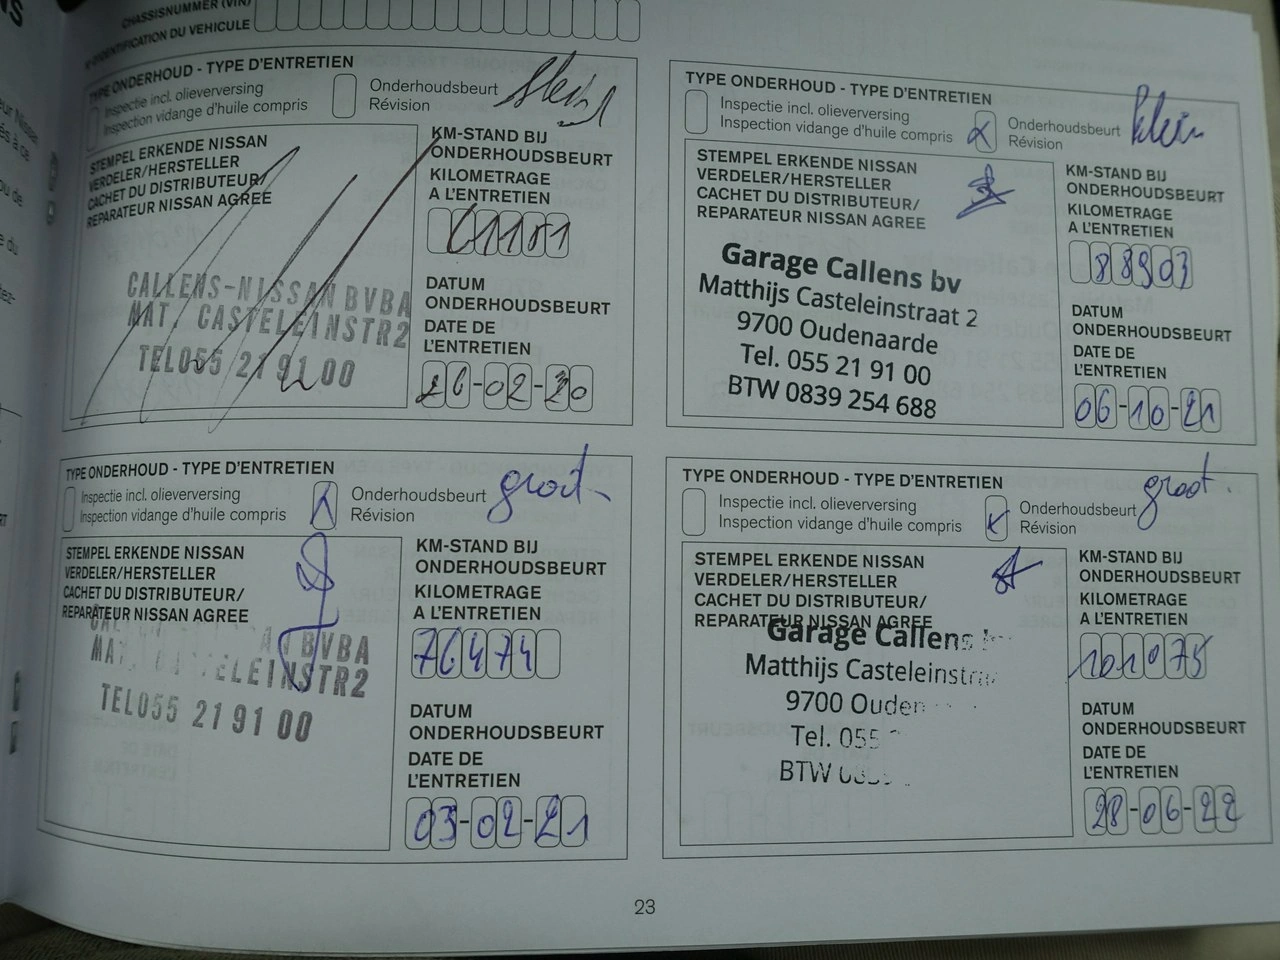 NS
CHASSISNUMMER (VIN)
D'IDENTIFICATION DU VEHICULE
TYPE ONDERHOUD - TYPE D'ENTRETIEN
Inspectie incl. olieverversing
Inspection vidange d'huile compris
Onderhoudsbeurt
Révision
STEMPEL ERKENDE NISSAN
VERDELER/HERSTELLER
CACHET DU DISTRIBUTEUR/
REPARATEUR NISSAN AGREE
CALLENS-NISSAN BVBA
MAT. CASTELEINSTR2
TEL055 21 91 00
KM-STAND BIJ
ONDERHOUDSBEURT
KILOMETRAGE
A L'ENTRETIEN
61181
DATUM
ONDERHOUDSBEURT
DATE DE
L'ENTRETIEN
26-02-20
TYPE ONDERHOUD - TYPE D'ENTRETIEN
Inspectie incl. olieverversing
Inspection vidange d'huile compris
Onderhoudsbeurt klein
Révision
STEMPEL ERKENDE NISSAN
VERDELER/HERSTELLER
CACHET DU DISTRIBUTEUR/
REPARATEUR NISSAN AGREE
Garage Callens bv
Matthijs Casteleinstraat 2
9700 Oudenaarde
Tel. 055 21 91 00
BTW 0839 254 688
KM-STAND BIJ
ONDERHOUDSBEURT
KILOMETRAGE
A L'ENTRETIEN
88903
DATUM
ONDERHOUDSBEURT
DATE DE
L'ENTRETIEN
06-10-21
TYPE ONDERHOUD - TYPE D'ENTRETIEN
Inspectie incl. olieverversing
Inspection vidange d'huile compris
Onderhoudsbeurt groot
Révision
STEMPEL ERKENDE NISSAN
VERDELER/HERSTELLER
CACHET DU DISTRIBUTEUR/
REPARATEUR NISSAN AGREE
BVBA
TELEINSTR2
TEL055 21 91 00
KM-STAND BIJ
ONDERHOUDSBEURT
KILOMETRAGE
A L'ENTRETIEN
76474
DATUM
ONDERHOUDSBEURT
DATE DE
L'ENTRETIEN
03-02-21
TYPE ONDERHOUD - TYPE D'ENTRETIEN
Inspectie incl. olieverversing
Inspection vidange d'huile compris
Onderhoudsbeurt groot
Révision
STEMPEL ERKENDE NISSAN
VERDELER/HERSTELLER
CACHET DU DISTRIBUTEUR/
REPARATEUR NISSAN AGREE
Garage Callens
Matthijs Casteleinstr
9700 Ouden
Tel. 055
BTW
KM-STAND BIJ
ONDERHOUDSBEURT
KILOMETRAGE
A L'ENTRETIEN
101075
DATUM
ONDERHOUDSBEURT
DATE DE
L'ENTRETIEN
28-06-22
23